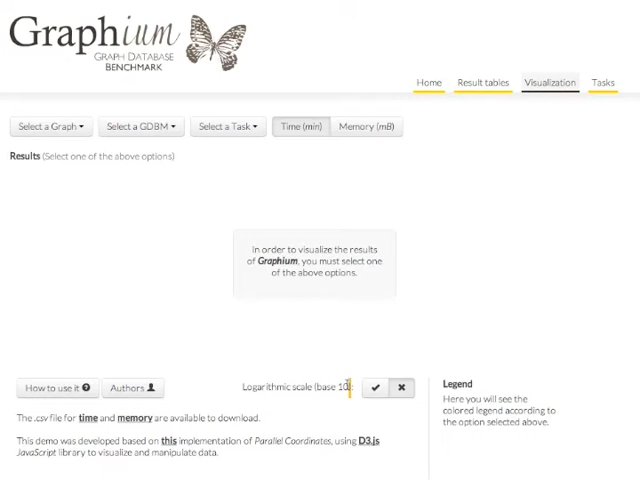 Graphium
GRAPH DATABASE
BENCHMARK
Home Result tables Visualization Tasks
Select a Graph Select a GDBM Select a Task Time (min) Memory (mB)
Results (Select one of the above options)
In order to visualize the results
of Graphium, you must select one
of the above options.
How to use it Authors Logarithmic scale (base 10):
Legend
Here you will see the
colored legend according to
the option selected above.
The .csv file for time and memory are available to download.
This demo was developed based on this implementation of Parallel Coordinates, using D3.js
JavaScript library to visualize and manipulate data.